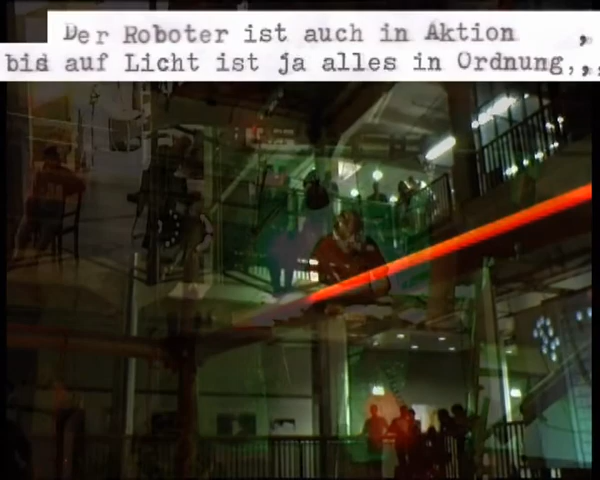 Der Roboter ist auch in Aktion ,
bis auf Licht ist ja alles in Ordnung,,,